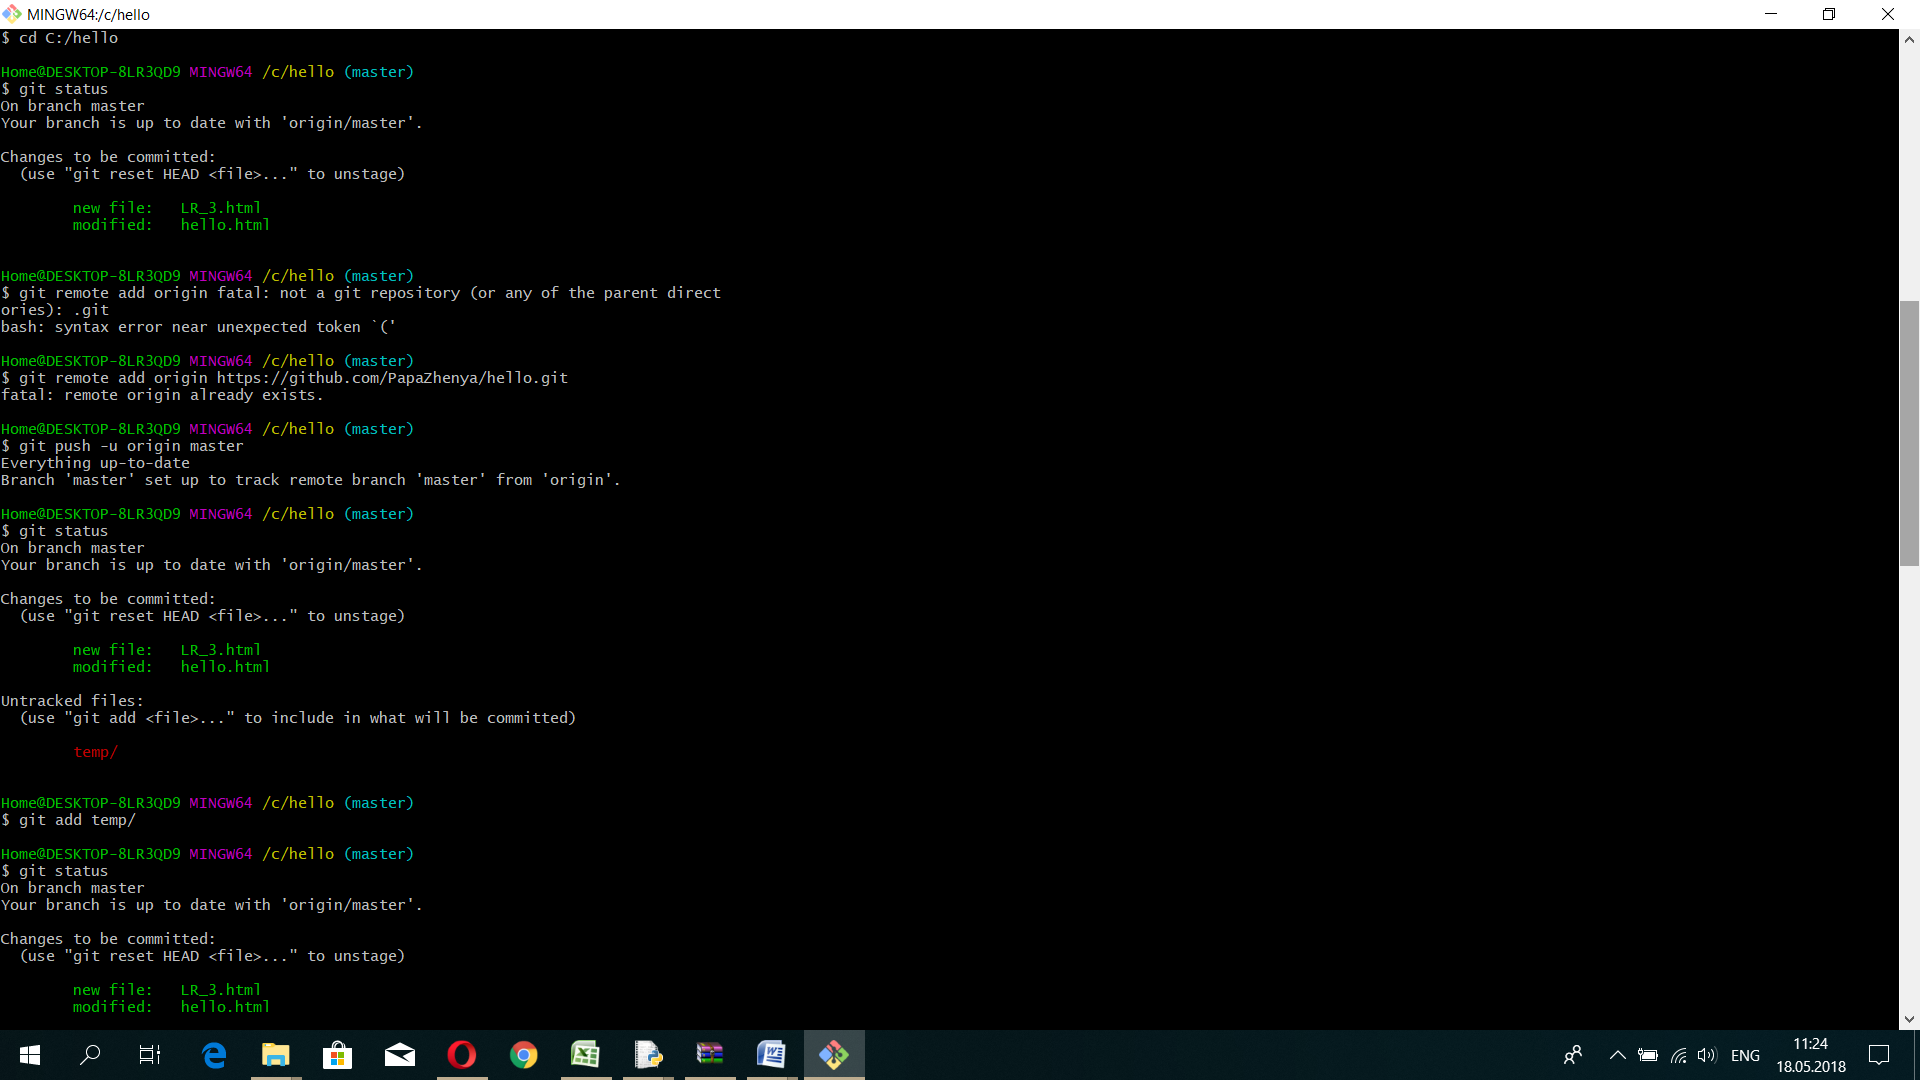 MINGW64:/c/hello
$ cd C:/hello
Home@DESKTOP-8LR3QD9 MINGW64 /c/hello (master)
$ git status
On branch master
Your branch is up to date with 'origin/master'.
Changes to be committed:
(use "git reset HEAD <file>..." to unstage)
new file:   LR_3.html
modified:   hello.html
Home@DESKTOP-8LR3QD9 MINGW64 /c/hello (master)
$ git remote add origin fatal: not a git repository (or any of the parent direct
ories): .git
bash: syntax error near unexpected token `('
Home@DESKTOP-8LR3QD9 MINGW64 /c/hello (master)
$ git remote add origin https://github.com/PapaZhenya/hello.git
fatal: remote origin already exists.
Home@DESKTOP-8LR3QD9 MINGW64 /c/hello (master)
$ git push -u origin master
Everything up-to-date
Branch 'master' set up to track remote branch 'master' from 'origin'.
Home@DESKTOP-8LR3QD9 MINGW64 /c/hello (master)
$ git status
On branch master
Your branch is up to date with 'origin/master'.
Changes to be committed:
(use "git reset HEAD <file>..." to unstage)
new file:   LR_3.html
modified:   hello.html
Untracked files:
(use "git add <file>..." to include in what will be committed)
temp/
Home@DESKTOP-8LR3QD9 MINGW64 /c/hello (master)
$ git add temp/
Home@DESKTOP-8LR3QD9 MINGW64 /c/hello (master)
$ git status
On branch master
Your branch is up to date with 'origin/master'.
Changes to be committed:
(use "git reset HEAD <file>..." to unstage)
new file:   LR_3.html
modified:   hello.html
ENG
11:24
18.05.2018